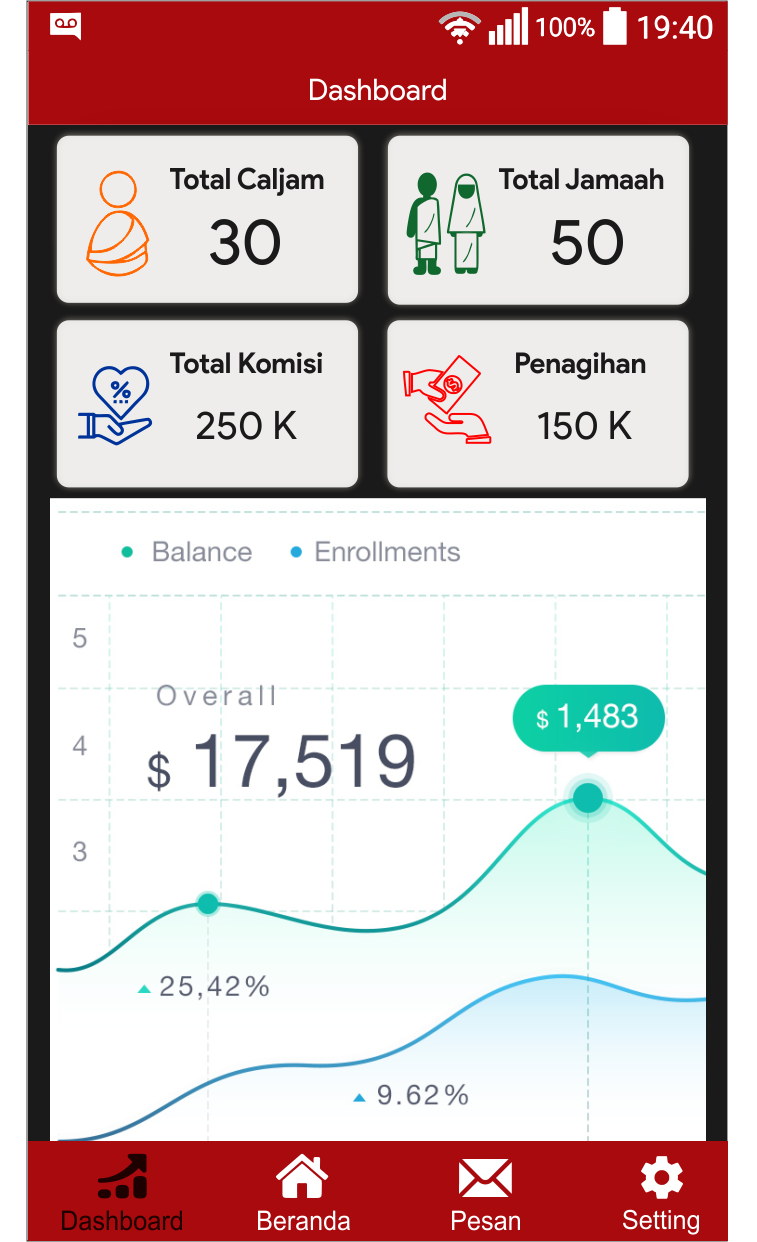 100% 19:40
Dashboard
Total Caljam
30
Total Jamaah
50
Total Komisi
%
250 K
Penagihan
$
150 K
Balance
Enrollments
5
Overall
4
$ 17,519
$ 1,483
3
25,42%
9.62%
Dashboard
Beranda
Pesan
Setting